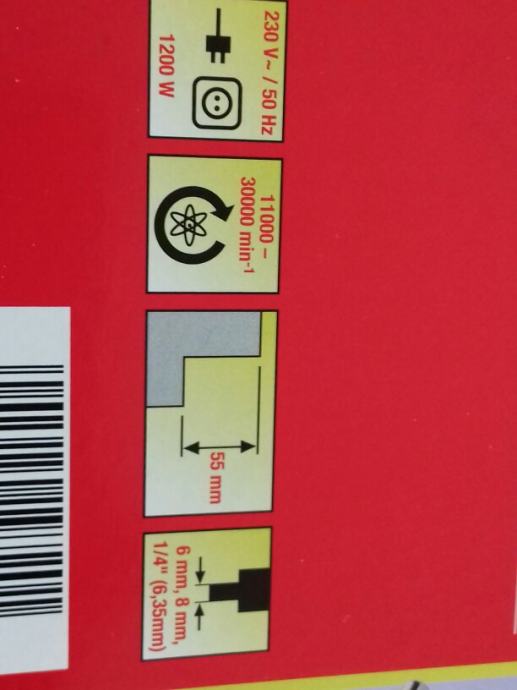 230 V~ / 50 Hz
1200 W
11000 –
30000 min⁻¹
55 mm
6 mm, 8 mm,
1/4" (6,35mm)